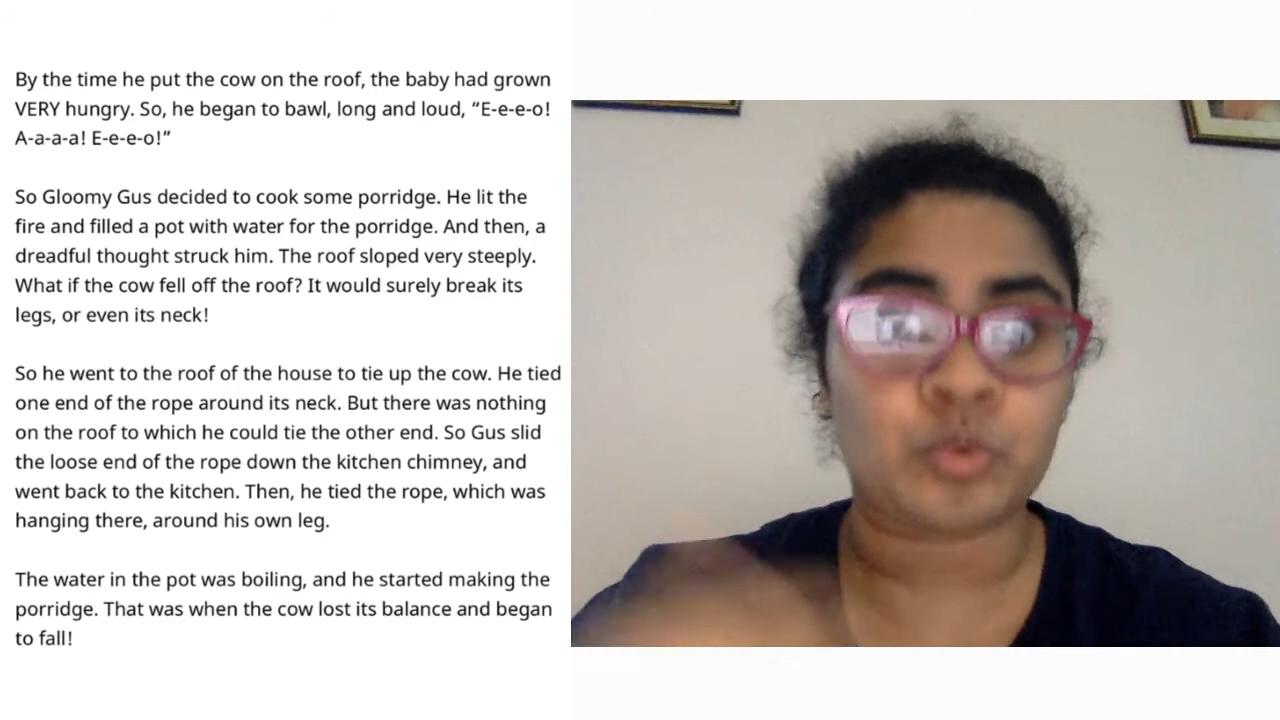 By the time he put the cow on the roof, the baby had grown
VERY hungry. So, he began to bawl, long and loud, “E-e-e-o!
A-a-a-a! E-e-e-o!”
So Gloomy Gus decided to cook some porridge. He lit the
fire and filled a pot with water for the porridge. And then, a
dreadful thought struck him. The roof sloped very steeply.
What if the cow fell off the roof? It would surely break its
legs, or even its neck!
So he went to the roof of the house to tie up the cow. He tied
one end of the rope around its neck. But there was nothing
on the roof to which he could tie the other end. So Gus slid
the loose end of the rope down the kitchen chimney, and
went back to the kitchen. Then, he tied the rope, which was
hanging there, around his own leg.
The water in the pot was boiling, and he started making the
porridge. That was when the cow lost its balance and began
to fall!